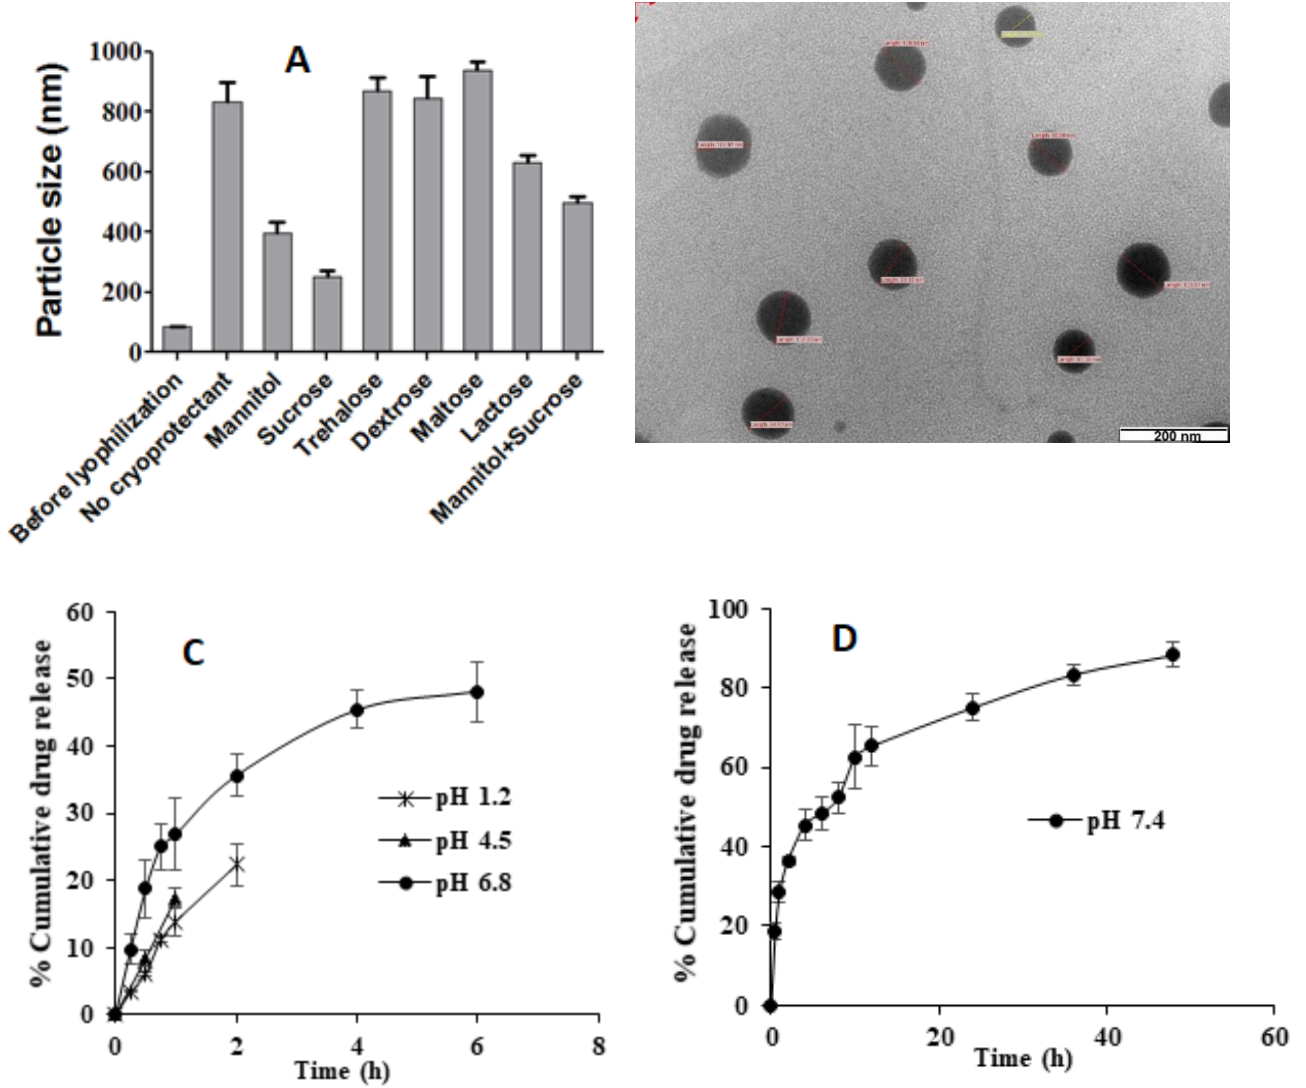 A
Particle size (nm)
1000
800
600
400
200
0
Before lyophilization
No cryoprotectant
Mannitol
Sucrose
Trehalose
Dextrose
Maltose
Lactose
Mannitol+Sucrose
200 nm
C
% Cumulative drug release
60
50
40
30
20
10
0
pH 1.2
pH 4.5
pH 6.8
0 2 4 6 8
Time (h)
D
% Cumulative drug release
100
80
60
40
20
0
pH 7.4
0 20 40 60
Time (h)